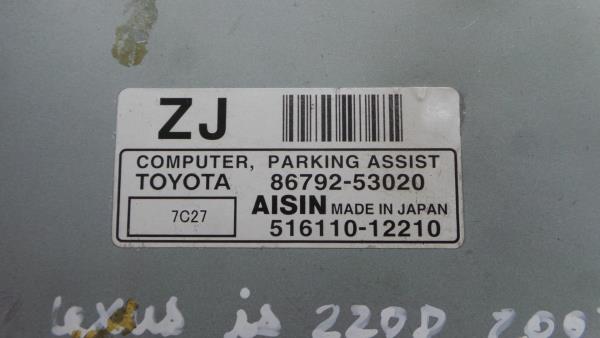 ZJ
COMPUTER, PARKING ASSIST
TOYOTA 86792-53020
7C27
AISIN MADE IN JAPAN
516110-12210
Lexus is 220D